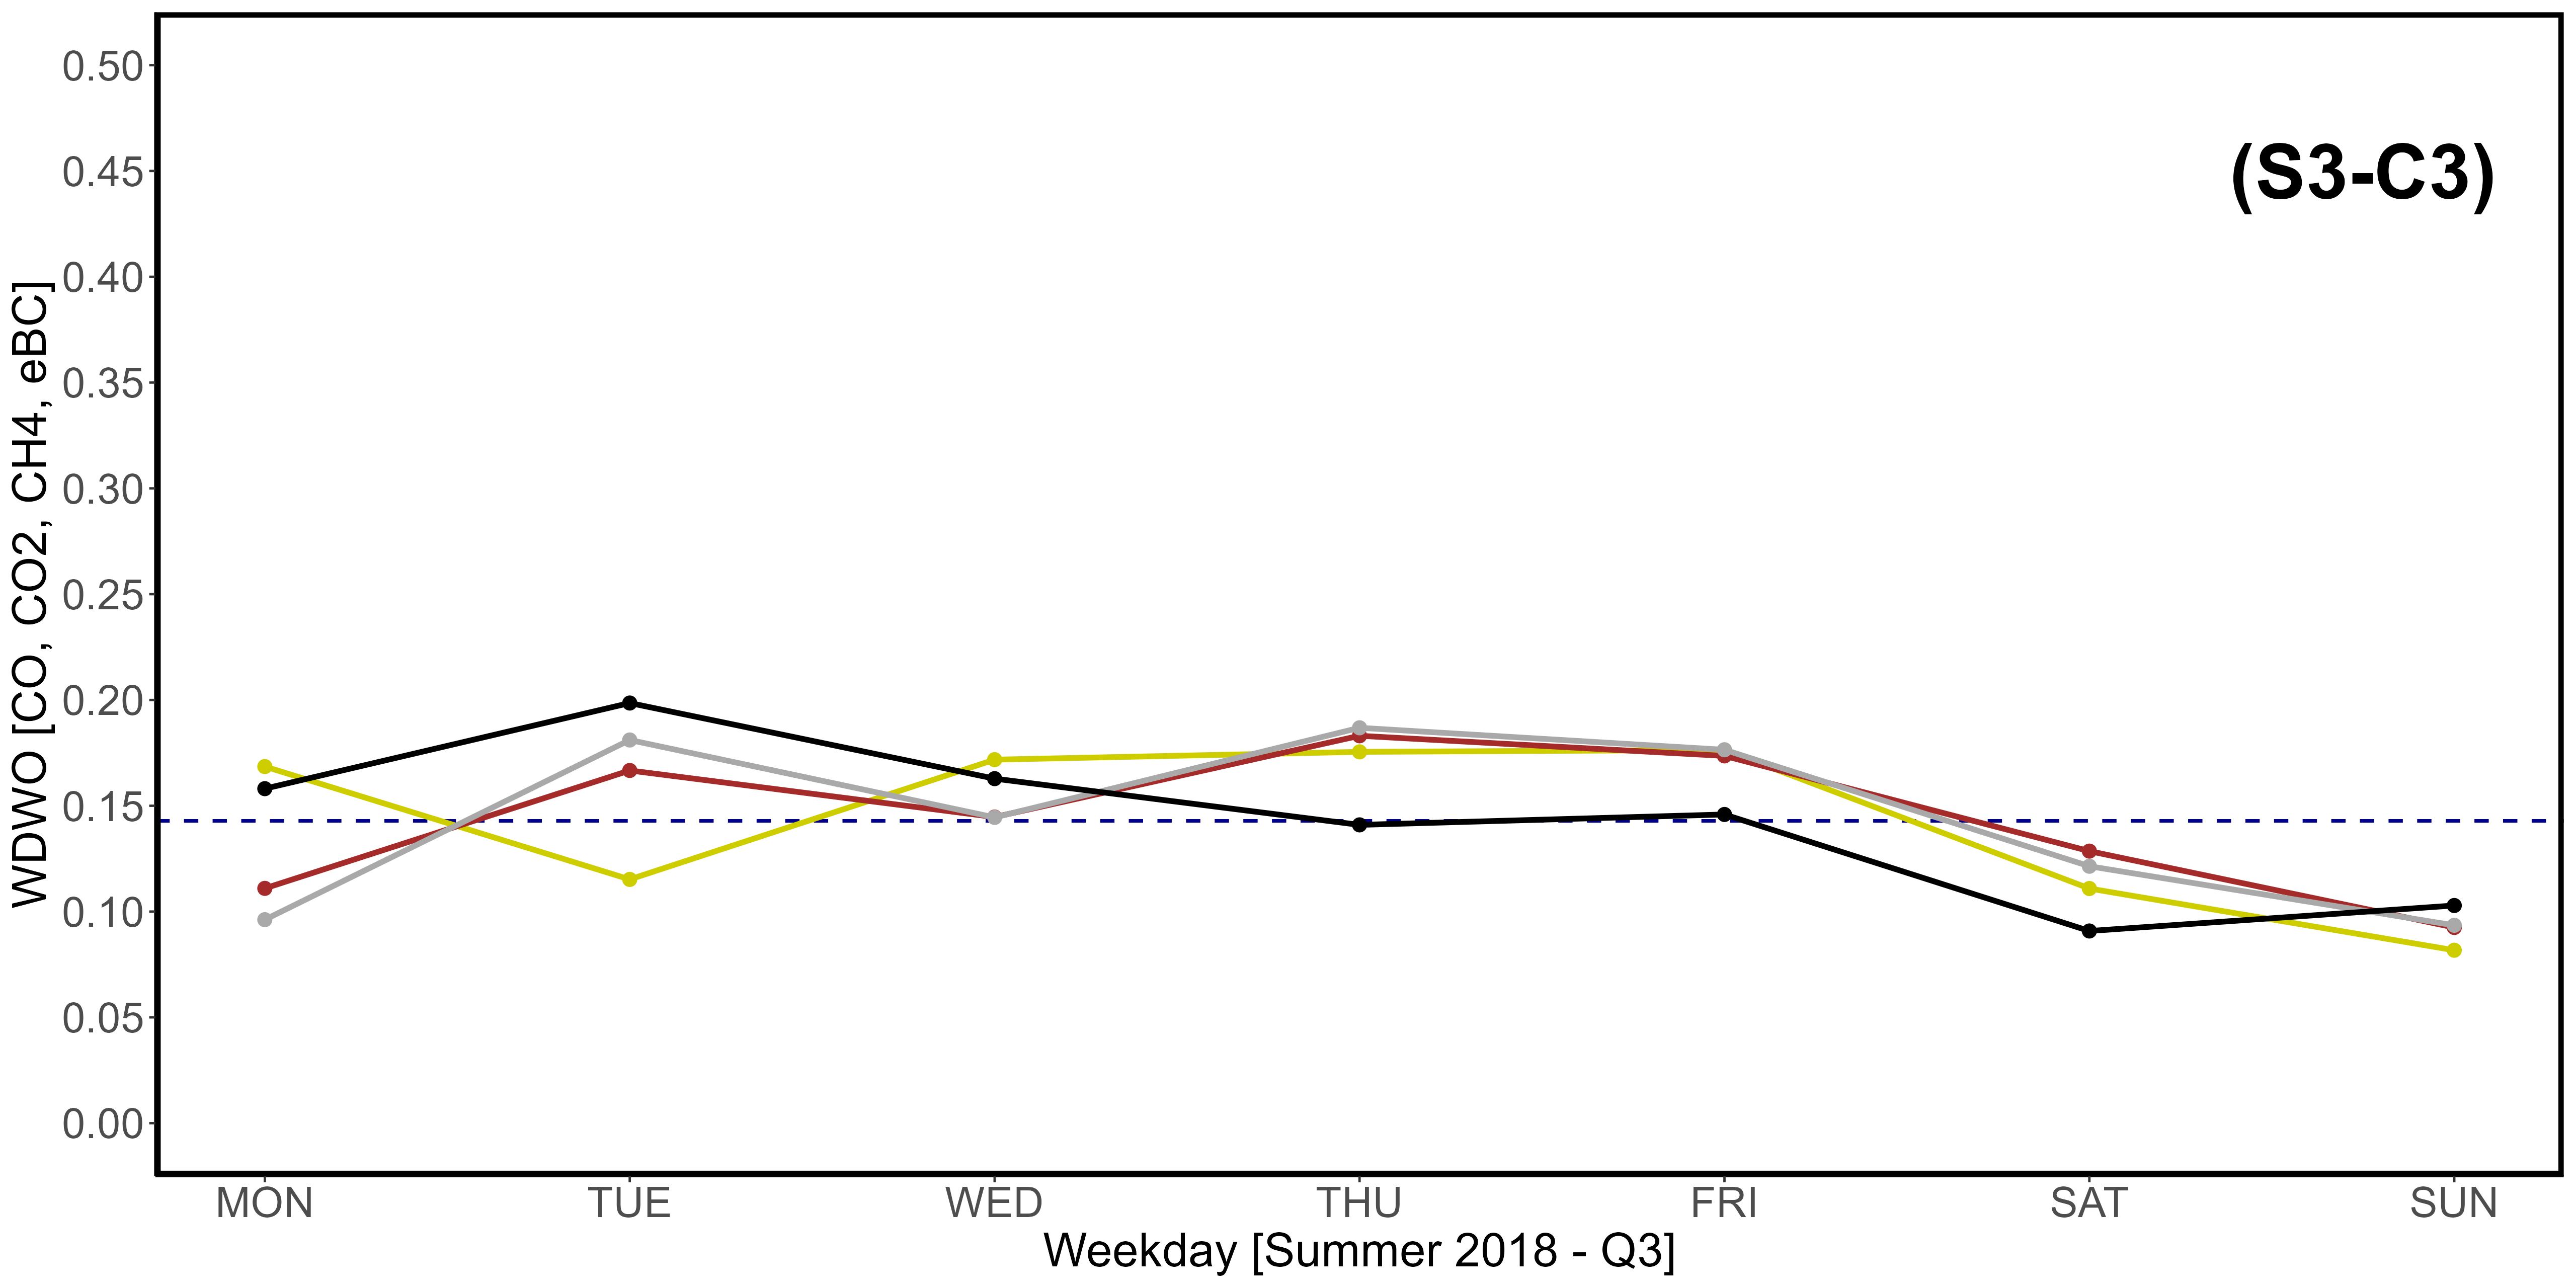 (S3-C3)
WDWO [CO, CO2, CH4, eBC]
0.50
0.45
0.40
0.35
0.30
0.25
0.20
0.15
0.10
0.05
0.00
MON TUE WED THU FRI SAT SUN
Weekday [Summer 2018 - Q3]